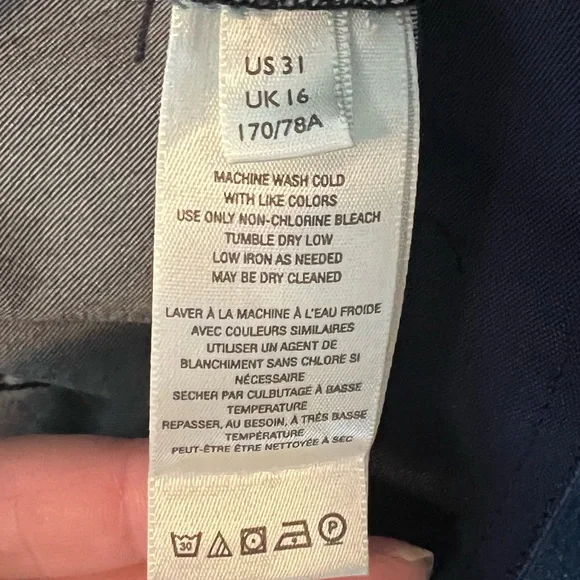 US 31
UK 16
170/78A
MACHINE WASH COLD
WITH LIKE COLORS
USE ONLY NON-CHLORINE BLEACH
TUMBLE DRY LOW
LOW IRON AS NEEDED
MAY BE DRY CLEANED
LAVER À LA MACHINE À L'EAU FROIDE
AVEC COULEURS SIMILAIRES
UTILISER UN AGENT DE
BLANCHIMENT SANS CHLORE SI
NÉCESSAIRE
SECHER PAR CULBUTAGE À BASSE
TEMPERATURE
REPASSER, AU BESOIN, À TRÈS BASSE
TEMPÉRATURE
PEUT-ÊTRE ÊTRE NETTOYÉE À SEC
30 P